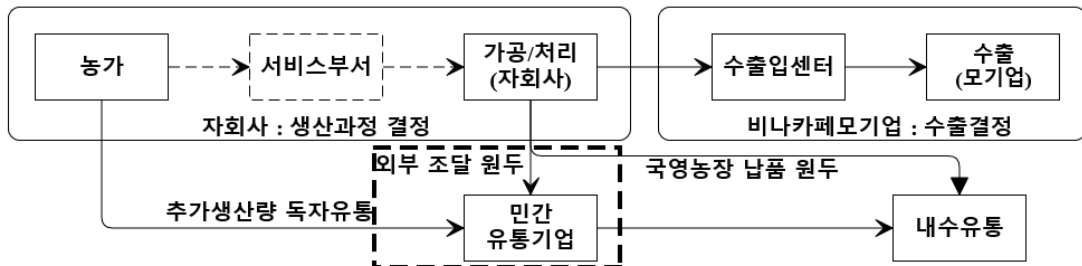 농가
서비스부서
가공/처리
(자회사)
수출입센터
수출
(모기업)
자회사 : 생산과정 결정
비나카페모기업 : 수출결정
외부 조달 원두
국영농장 납품 원두
추가생산량 독자유통
민간
유통기업
내수유통